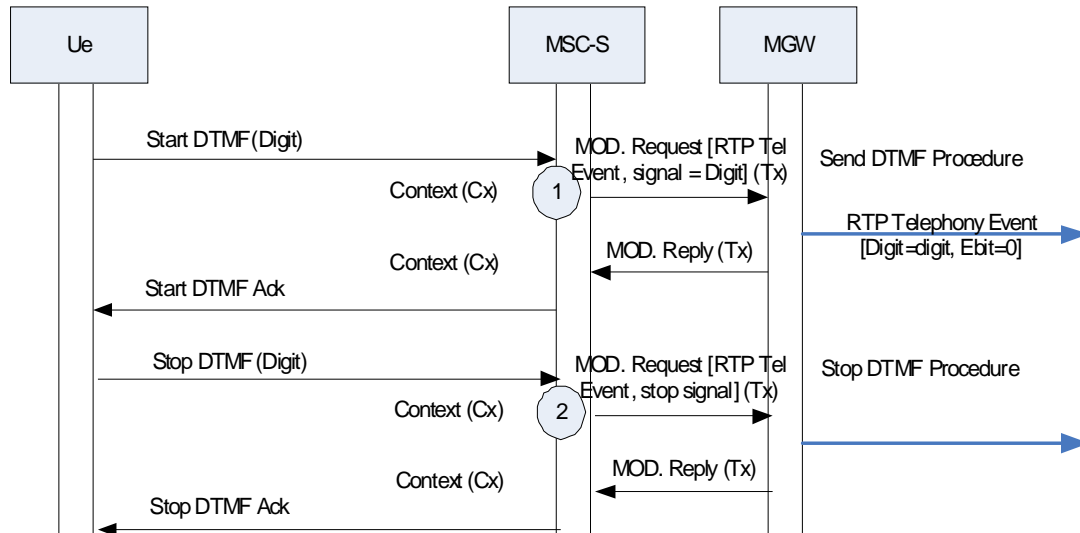 Ue
MSC-S
MGW
Start DTMF (Digit)
MOD. Request [RTP Tel
Event , signal = Digit] (Tx)
Send DTMF Procedure
Context (Cx)
1
RTP Telephony Event
[Digit=digit, Ebit=0]
Context (Cx)
MOD. Reply (Tx)
Start DTMF Ack
Stop DTMF (Digit)
MOD. Request [RTP Tel
Event , stop signal] (Tx)
Stop DTMF Procedure
Context (Cx)
2
Context (Cx)
MOD. Reply (Tx)
Stop DTMF Ack